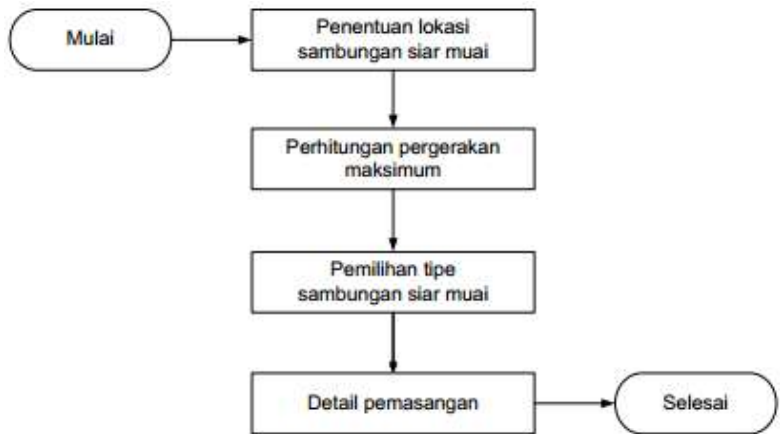 Mulai
Penentuan lokasi
sambungan siar muai
Perhitungan pergerakan
maksimum
Pemilihan tipe
sambungan siar muai
Detail pemasangan
Selesai